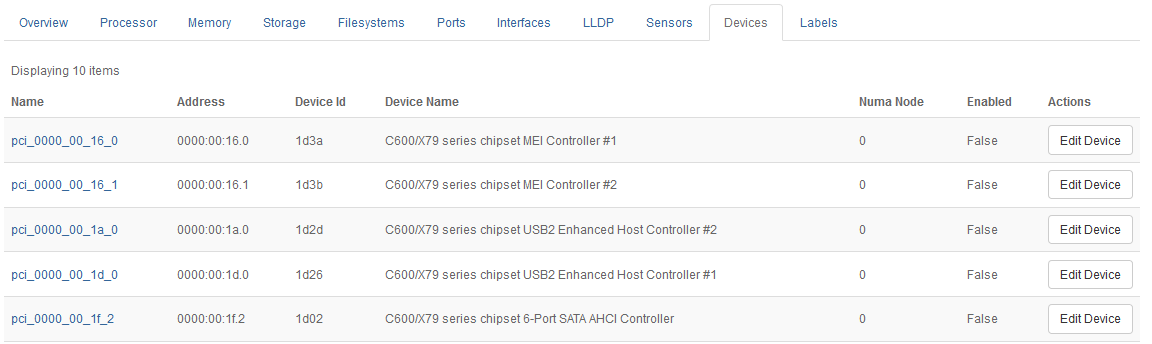 Overview Processor Memory Storage Filesystems Ports Interfaces LLDP Sensors Devices Labels
Displaying 10 items
Name Address Device Id Device Name Numa Node Enabled Actions
pci_0000_00_16_0 0000:00:16.0 1d3a C600/X79 series chipset MEI Controller #1 0 False Edit Device
pci_0000_00_16_1 0000:00:16.1 1d3b C600/X79 series chipset MEI Controller #2 0 False Edit Device
pci_0000_00_1a_0 0000:00:1a.0 1d2d C600/X79 series chipset USB2 Enhanced Host Controller #2 0 False Edit Device
pci_0000_00_1d_0 0000:00:1d.0 1d26 C600/X79 series chipset USB2 Enhanced Host Controller #1 0 False Edit Device
pci_0000_00_1f_2 0000:00:1f.2 1d02 C600/X79 series chipset 6-Port SATA AHCI Controller 0 False Edit Device